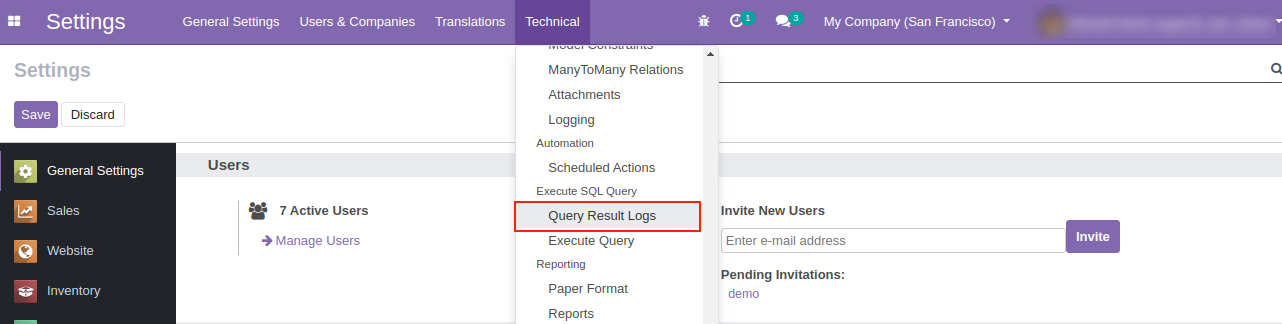 Settings
General Settings
Users & Companies
Translations
Technical
1
3
My Company (San Francisco)
Settings
Save
Discard
Model Constraints
ManyToMany Relations
Attachments
Logging
Automation
Scheduled Actions
Execute SQL Query
Query Result Logs
Execute Query
Reporting
Paper Format
Reports
General Settings
Sales
Website
Inventory
Users
7 Active Users
Manage Users
Invite New Users
Enter e-mail address
Invite
Pending Invitations:
demo